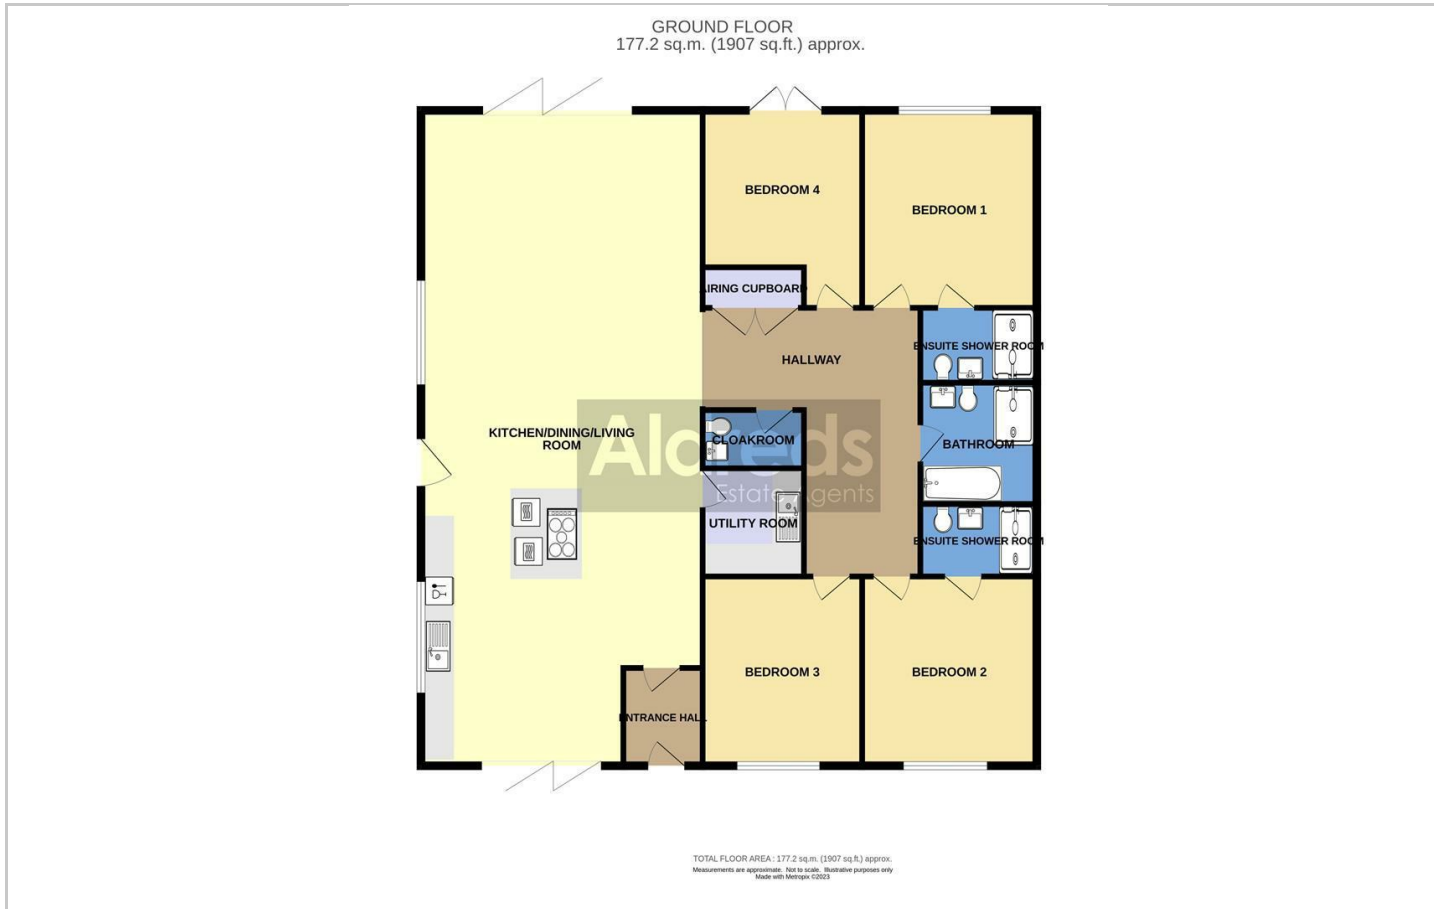 GROUND FLOOR
177.2 sq.m. (1907 sq.ft.) approx.
BEDROOM 4
BEDROOM 1
AIRING CUPBOARD
HALLWAY
ENSUITE SHOWER ROOM
KITCHEN/DINING/LIVING
ROOM
CLOAKROOM
BATHROOM
Aldreds
Estate Agents
UTILITY ROOM
ENSUITE SHOWER ROOM
BEDROOM 3
BEDROOM 2
ENTRANCE HALL
TOTAL FLOOR AREA : 177.2 sq.m. (1907 sq.ft.) approx.
Measurements are approximate. Not to scale. Illustrative purposes only
Made with Metropix ©2023